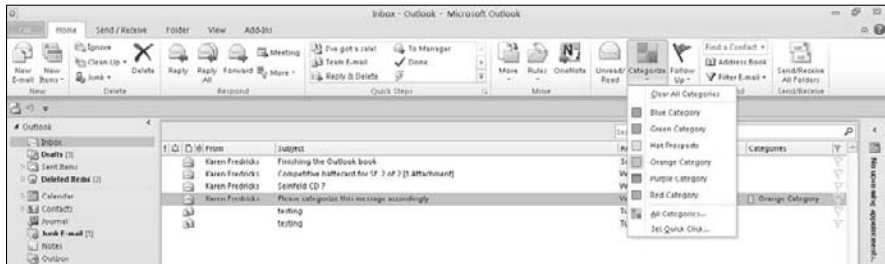 Inbox - Outlook - Microsoft Outlook
File Home Send / Receive Folder View Add-Ins
New E-mail
New Items
New
Ignore
Clean Up
Junk
Delete
Delete
Reply
Reply All
Forward
Meeting
More
Respond
I've got a sale!
Team E-mail
Reply & Delete
To Manager
Done
Quick Steps
Move
Rules
OneNote
Move
Unread/ Read
Categorize
Follow Up
Find a Contact
Address Book
Filter E-mail
Send/Receive All Folders
Send/Receive
Clear All Categories
Blue Category
Green Category
Hot Prospects
Orange Category
Purple Category
Red Category
All Categories...
Set Quick Click...
Outlook
Inbox
Drafts [3]
Sent Items
Deleted Items
Calendar
Contacts
Journal
Junk E-mail [1]
Notes
Outbox
From Subject Categories
Karen Fredricks Finishing the Outlook book
Karen Fredricks Competitive battlecard for SF 2 of 2 [1 Attachment]
Karen Fredricks Seinfeld CD ?
Karen Fredricks Please categorize this message accordingly Orange Category
testing
testing
No upcoming appointment...